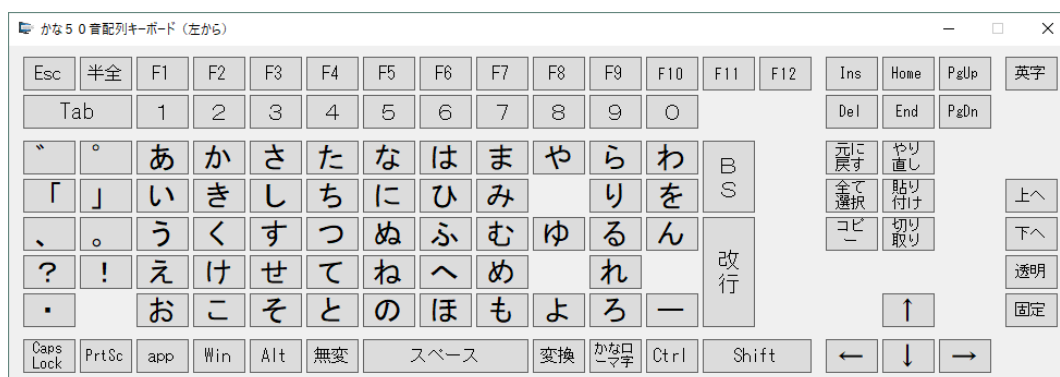 かな５０音配列キーボード（左から）
Esc 半全 F1 F2 F3 F4 F5 F6 F7 F8 F9 F10 F11 F12 Ins Home PgUp 英字
Tab 1 2 3 4 5 6 7 8 9 0 Del End PgDn
゛ ゜ あ か さ た な は ま や ら わ BS 元に戻す やり直し
「 」 い き し ち に ひ み り を 全て選択 貼り付け 上へ
、 。 う く す つ ぬ ふ む ゆ る ん 改行 コピー 切り取り 下へ
? ! え け せ て ね へ め れ 透明
・ お こ そ と の ほ も よ ろ ー ↑ 固定
Caps Lock PrtSc app Win Alt 無変 スペース 変換 かなローマ字 Ctrl Shift ← ↓ →